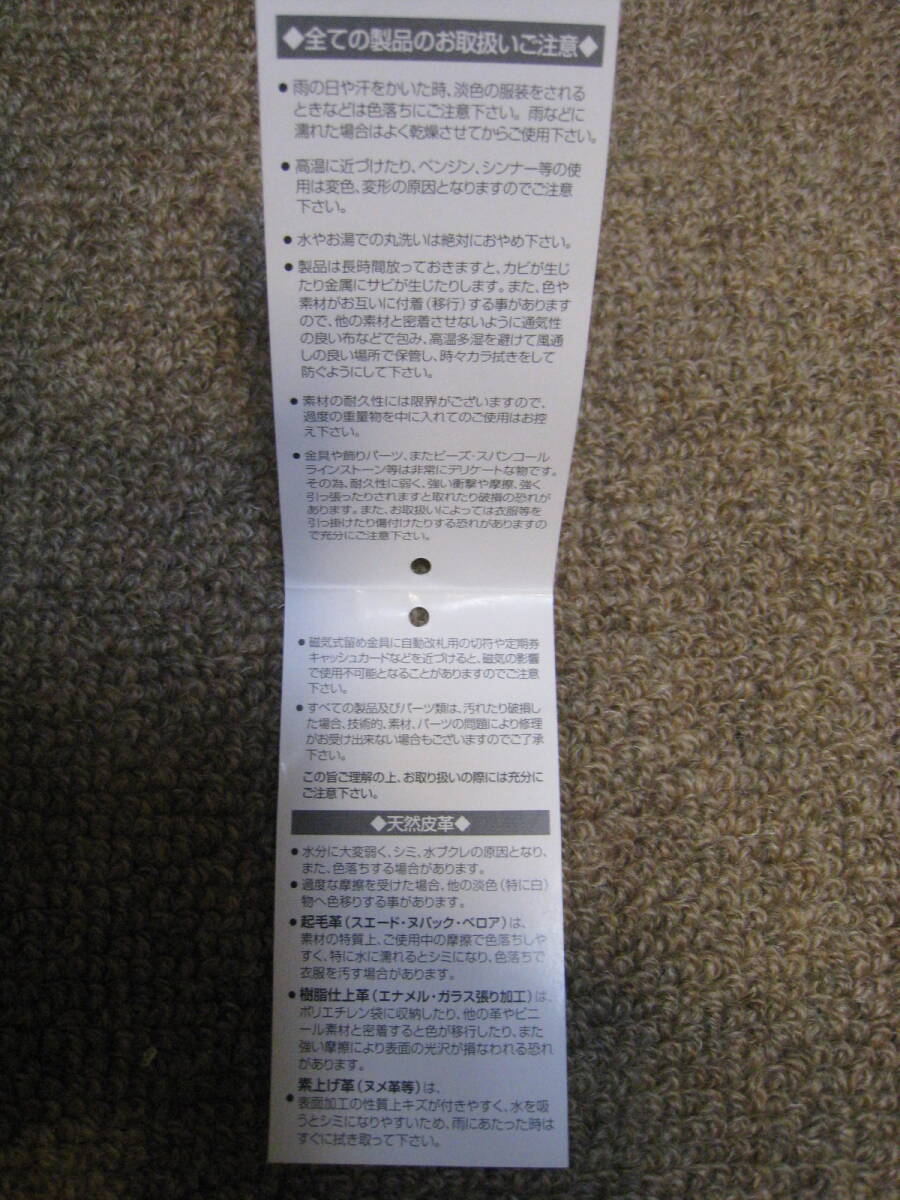 ◆全ての製品のお取扱いご注意◆
●雨の日や汗をかいた時、淡色の服装をされる
ときなどは色落ちにご注意下さい。雨などに
濡れた場合はよく乾燥させてからご使用下さい。
●高温に近づけたり、ベンジン、シンナー等の使
用は変色、変形の原因となりますのでご注意
下さい。
●水やお湯での丸洗いは絶対におやめ下さい。
●製品は長時間放っておきますと、カビが生じ
たり金属にサビが生じたりします。また、色や
素材がお互いに付着（移行）する事があります
ので、他の素材と密着させないように通気性
の良い布などで包み、高温多湿を避けて風通
しの良い場所で保管し、時々カラ拭きをして
防ぐようにして下さい。
●素材の耐久性には限界がございますので、
過度の重量物を中に入れてのご使用はお控
え下さい。
●金具や飾りパーツ、またビーズ・スパンコール
ラインストーン等は非常にデリケートな物です。
その為、耐久性に弱く、強い衝撃や摩擦、強く
引っ張ったりされますと取れたり破損の恐れが
あります。また、お取扱いによっては衣服等を
引っ掛けたり傷付けたりする恐れがありますの
で充分にご注意下さい。
●磁気式留め金具に自動改札用の切符や定期券
キャッシュカードなどを近づけると、磁気の影響
で使用不可能となることがありますのでご注意
下さい。
●すべての製品及びパーツ類は、汚れたり破損し
た場合、技術的、素材、パーツの問題により修理
がお受け出来ない場合もございますのでご了承
下さい。
この旨ご理解の上、お取り扱いの際には充分に
ご注意下さい。
◆天然皮革◆
●水分に大変弱く、シミ、水ブクレの原因となり、
また、色落ちする場合があります。
●過度な摩擦を受けた場合、他の淡色（特に白）
物へ色移りする事があります。
●起毛革（スエード・ヌバック・ベロア）は、
素材の特質上、ご使用中の摩擦で色落ちしや
すく、特に水に濡れるとシミになり、色落ちで
衣服を汚す場合があります。
●樹脂仕上革（エナメル・ガラス張り加工）は、
ポリエチレン袋に収納したり、他の革やビニ
ール素材と密着すると色が移行したり、また
強い摩擦により表面の光沢が損なわれる恐れ
があります。
●素上げ革（ヌメ革等）は、
表面加工の性質上キズが付きやすく、水を吸
うとシミになりやすいため、雨にあたった時は
すぐに拭き取って下さい。